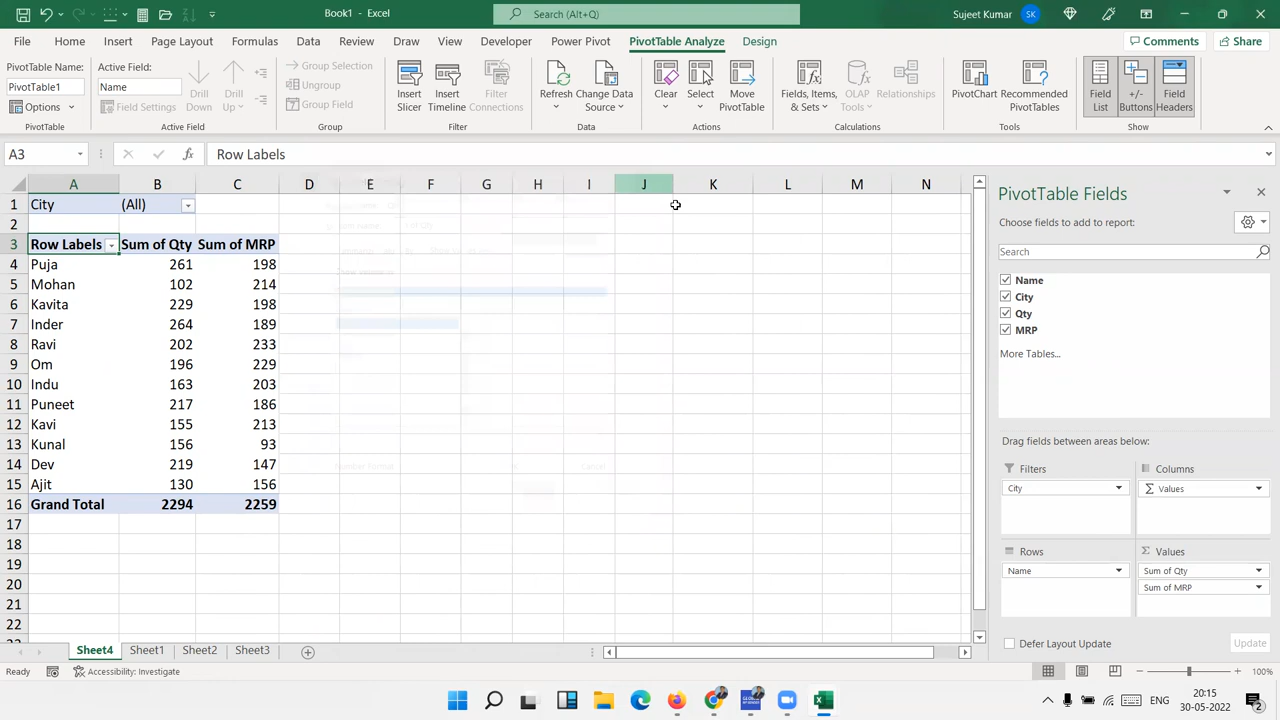 Book1 - Excel
Search (Alt+Q)
Sujeet Kumar SK
File Home Insert Page Layout Formulas Data Review Draw View Developer Power Pivot PivotTable Analyze Design Comments Share
PivotTable Name:
PivotTable1
Options
PivotTable
Active Field:
Name
Field Settings
Drill Down
Drill Up
Active Field
Group Selection
Ungroup
Group Field
Group
Insert Slicer
Insert Timeline
Filter Connections
Filter
Refresh
Change Data Source
Data
Clear
Select
Move PivotTable
Actions
Fields, Items, & Sets
OLAP Tools
Relationships
Calculations
PivotChart
Recommended PivotTables
Tools
Field List
+/- Buttons
Field Headers
Show
A3 fx Row Labels
A B C D E F G H I J K L M N
1 City (All)
2
3 Row Labels Sum of Qty Sum of MRP
4 Puja 261 198
5 Mohan 102 214
6 Kavita 229 198
7 Inder 264 189
8 Ravi 202 233
9 Om 196 229
10 Indu 163 203
11 Puneet 217 186
12 Kavi 155 213
13 Kunal 156 93
14 Dev 219 147
15 Ajit 130 156
16 Grand Total 2294 2259
17
18
19
20
21
22
23
PivotTable Fields
Choose fields to add to report:
Search
Name
City
Qty
MRP
More Tables...
Drag fields between areas below:
Filters
City
Columns
Σ Values
Rows
Name
Σ Values
Sum of Qty
Sum of MRP
Defer Layout Update
Update
Sheet4 Sheet1 Sheet2 Sheet3
Ready Accessibility: Investigate
100%
ENG
20:15
30-05-2022
2